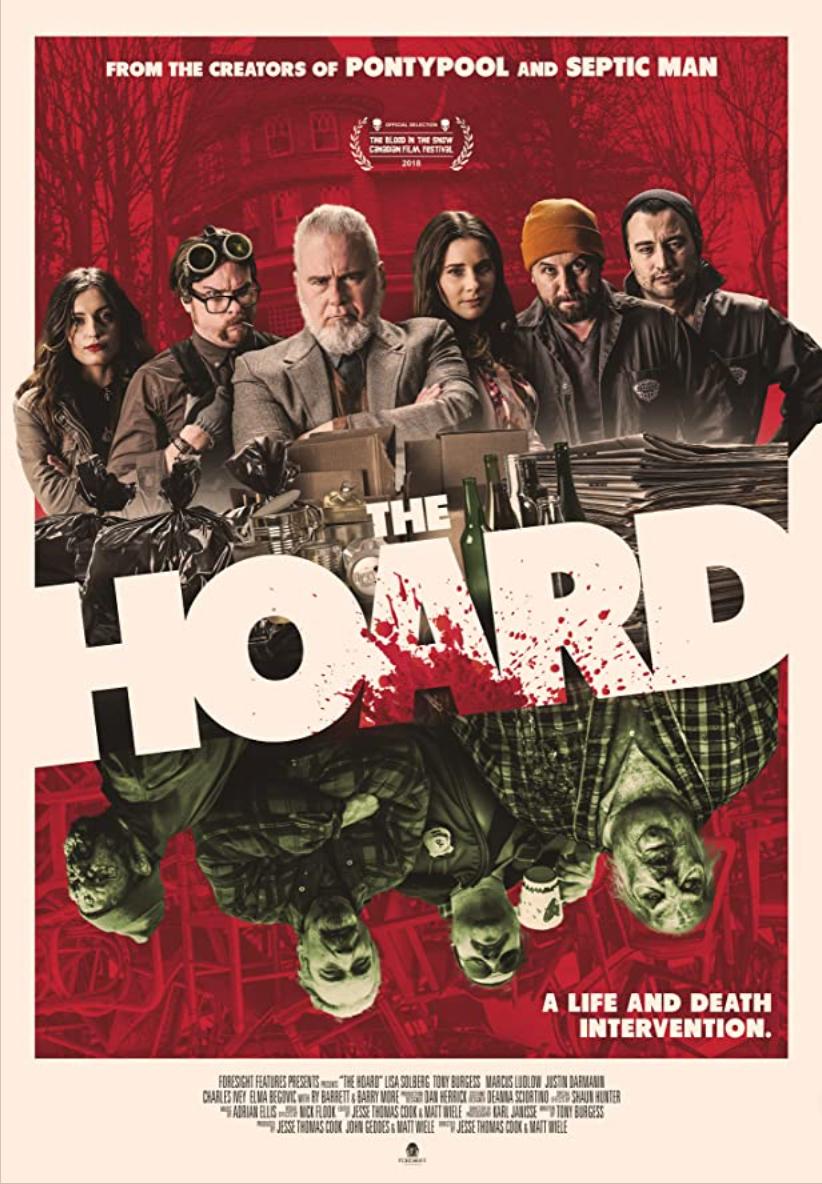 FROM THE CREATORS OF PONTYPOOL AND SEPTIC MAN
OFFICIAL SELECTION
THE BLOOD IN THE SNOW
CANADIAN FILM FESTIVAL
2018
THE
HOARD
A LIFE AND DEATH
INTERVENTION.
FORESIGHT FEATURES PRESENTS PRESENTS "THE HOARD" LISA SOLBERG TONY BURGESS MARCUS LUDLOW JUSTIN DARMANIN
CHARLES IVEY ELMA BEGOVIC WITH RY BARRETT & BARRY MORE DAN HERRICK DEANNA SCIORTINO SHAUN HUNTER
ADRIAN ELLIS NICK FLOOK JESSE THOMAS COOK & MATT WIELE KARL JANISSE TONY BURGESS
JESSE THOMAS COOK JOHN GEDDES & MATT WIELE JESSE THOMAS COOK & MATT WIELE